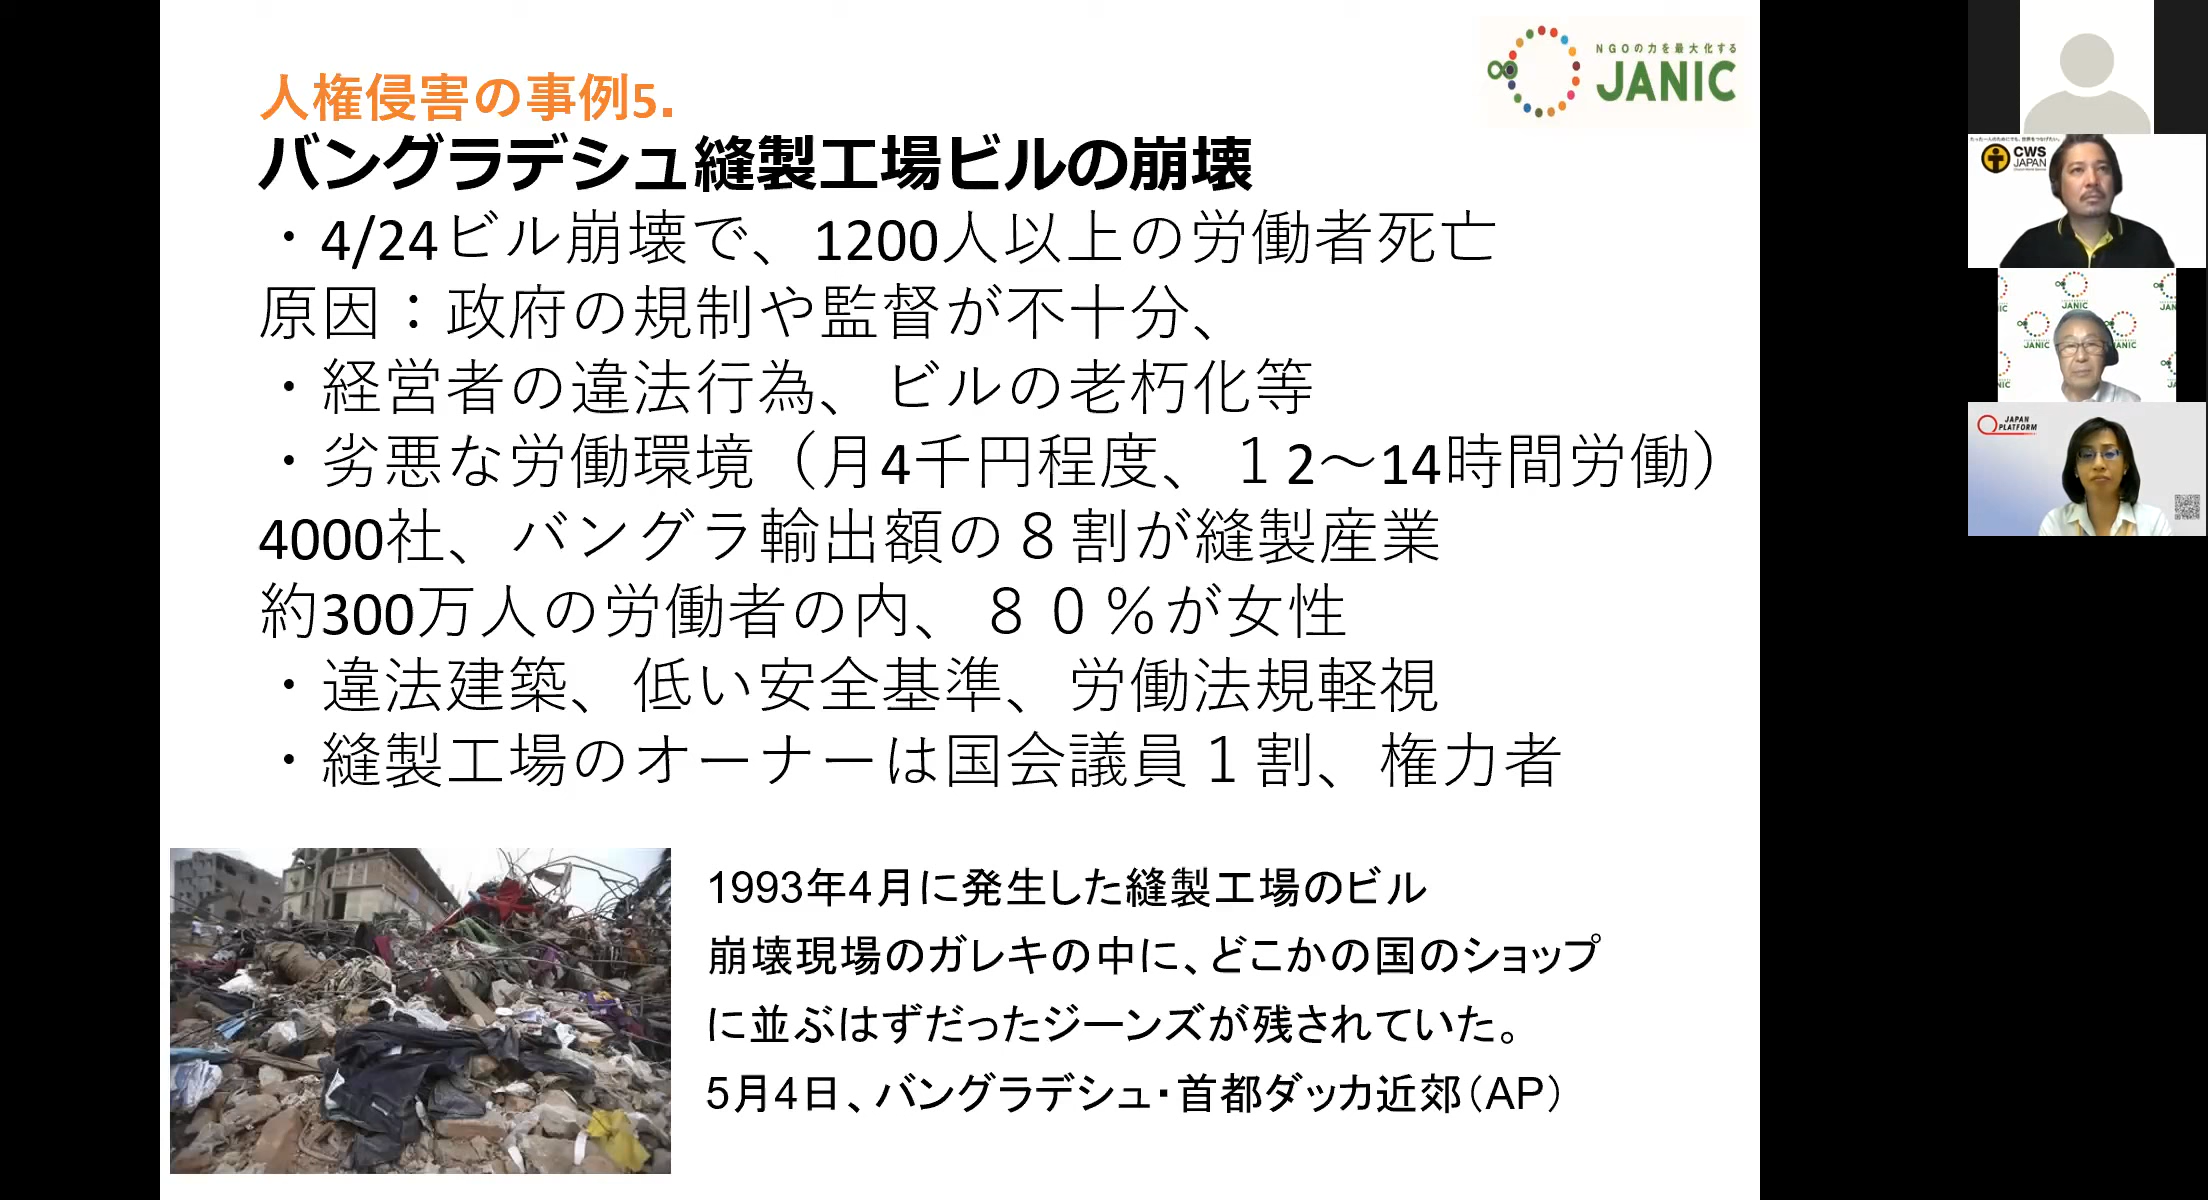 人権侵害の事例5.
バングラデシュ縫製工場ビルの崩壊
・4/24ビル崩壊で、1200人以上の労働者死亡
原因：政府の規制や監督が不十分、
・経営者の違法行為、ビルの老朽化等
・劣悪な労働環境（月4千円程度、１2～14時間労働）
4000社、バングラ輸出額の８割が縫製産業
約300万人の労働者の内、８０％が女性
・違法建築、低い安全基準、労働法規軽視
・縫製工場のオーナーは国会議員１割、権力者
1993年4月に発生した縫製工場のビル
崩壊現場のガレキの中に、どこかの国のショップ
に並ぶはずだったジーンズが残されていた。
5月4日、バングラデシュ・首都ダッカ近郊（AP）
NGOの力を最大化する
JANIC
CWS
JAPAN
JANIC
JANIC
JANIC
JAPAN
PLATFORM